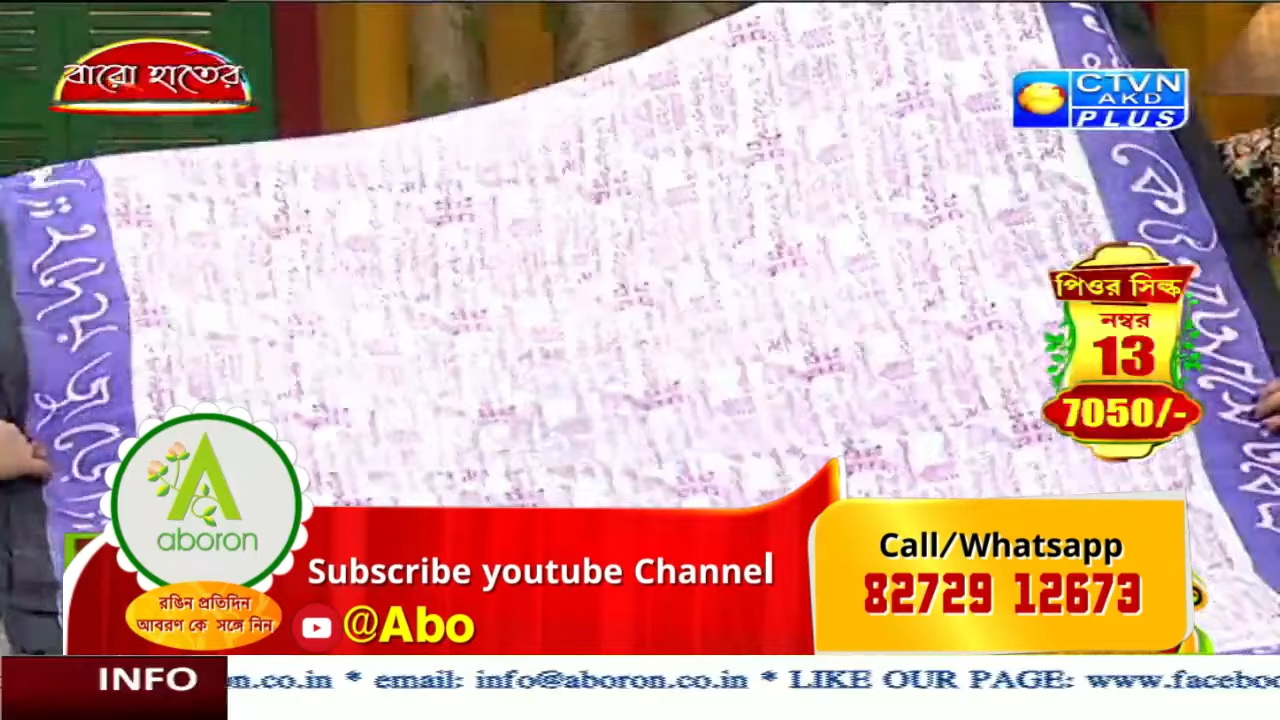 বারো হাতের
CTVN
AKD
PLUS
পিওর সিল্ক
নম্বর
13
7050/-
aboron
রঙিন প্রতিদিন
আবরণ কে সঙ্গে নিন
Subscribe youtube Channel
@Abo
Call/Whatsapp
82729 12673
INFO
n.co.in * email: info@aboron.co.in * LIKE OUR PAGE: www.faceboo